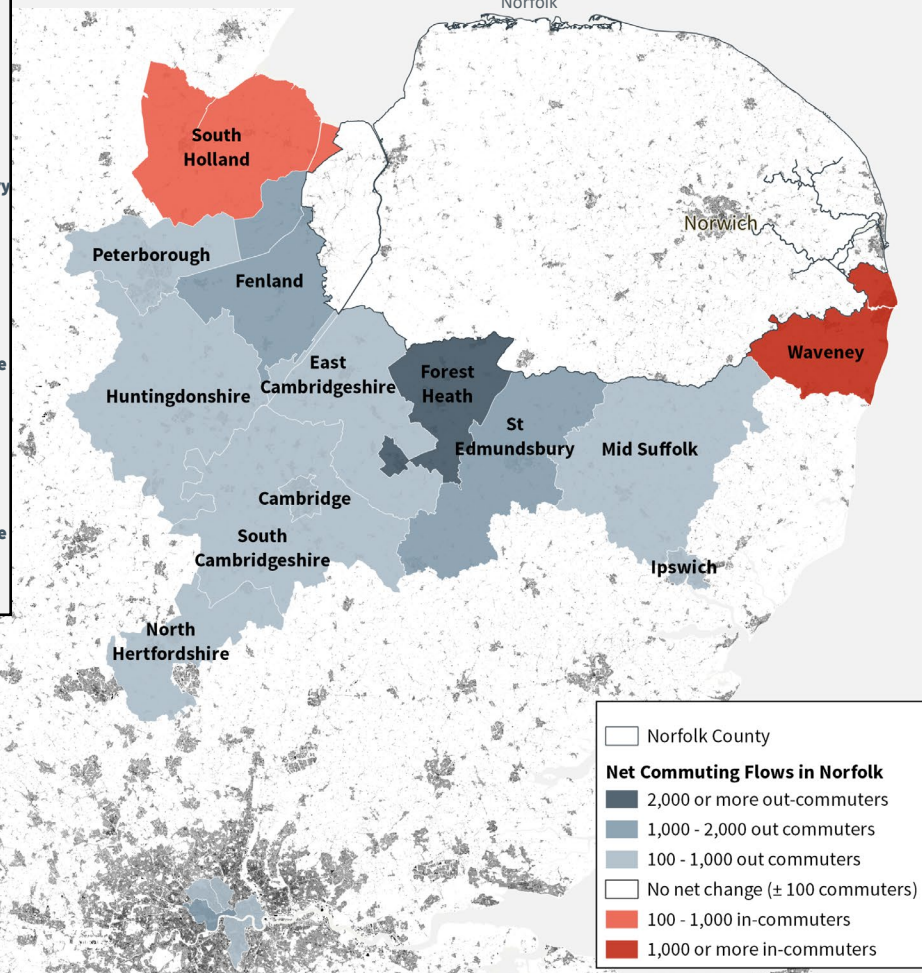 Norfolk
South
Holland
y
Peterborough
Norwich
Fenland
Waveney
East
Cambridgeshire
Forest
Heath
e
Huntingdonshire
St
Edmundsbury
Mid Suffolk
Cambridge
South
Cambridgeshire
e
Ipswich
North
Hertfordshire
Norfolk County
Net Commuting Flows in Norfolk
2,000 or more out-commuters
1,000 - 2,000 out commuters
100 - 1,000 out commuters
No net change (± 100 commuters)
100 - 1,000 in-commuters
1,000 or more in-commuters